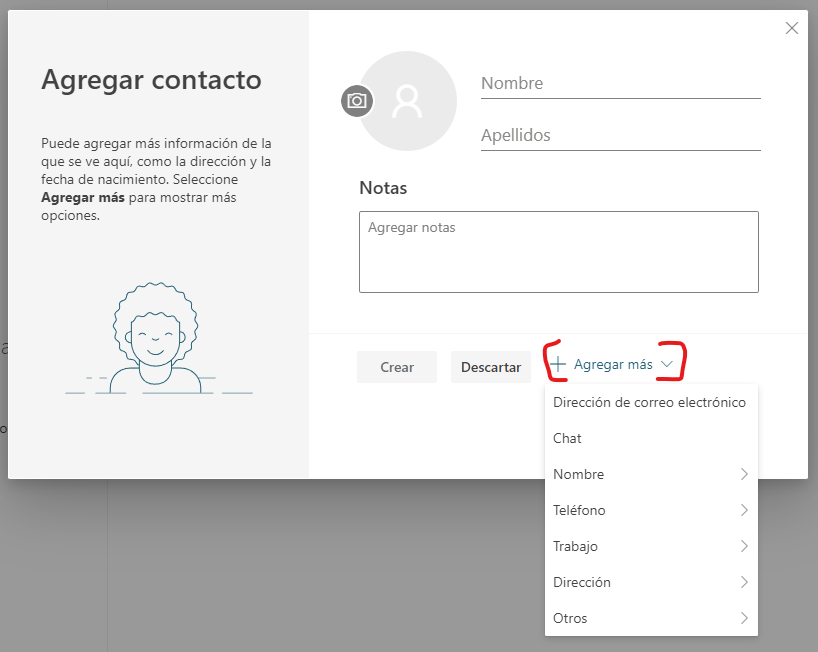 Agregar contacto
Puede agregar más información de la
que se ve aquí, como la dirección y la
fecha de nacimiento. Seleccione
Agregar más para mostrar más
opciones.
Nombre
Apellidos
Notas
Agregar notas
Crear
Descartar
Agregar más
Dirección de correo electrónico
Chat
Nombre
Teléfono
Trabajo
Dirección
Otros